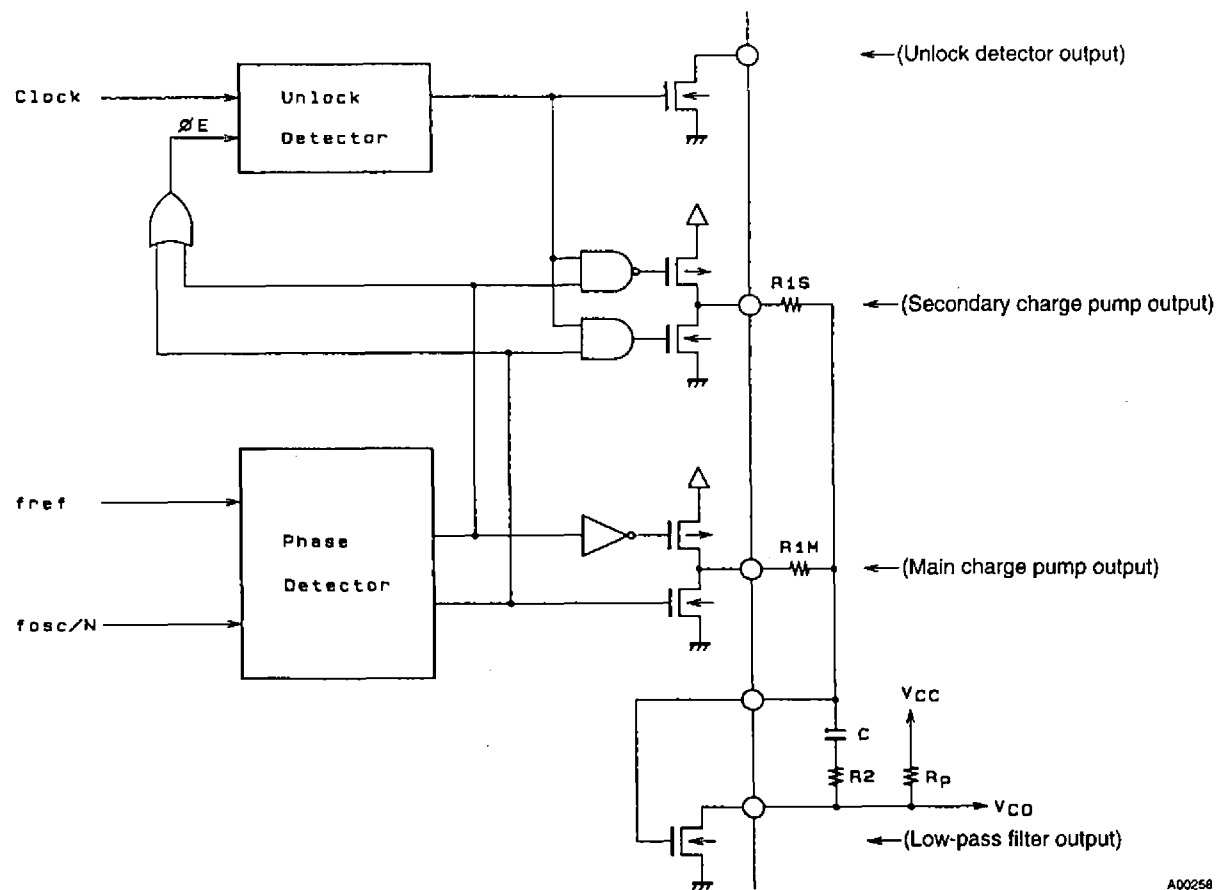 (Unlock detector output)
Clock
Unlock
Detector
ØE
R1S
(Secondary charge pump output)
fref
Phase
Detector
fosc/N
R1M
(Main charge pump output)
VCC
C
R2
Rp
VCO
(Low-pass filter output)
A00258